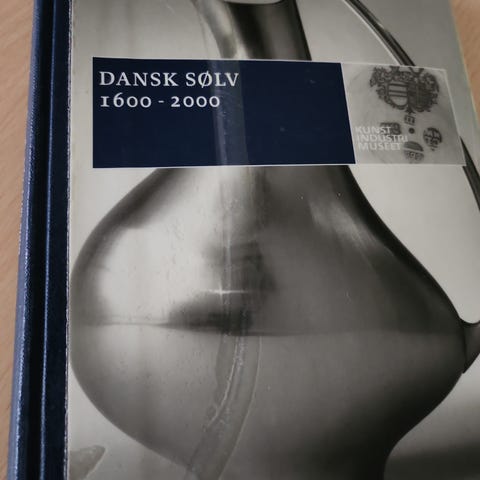 DANSK SØLV
1600 - 2000
KUNST
INDUSTRI
MUSEET